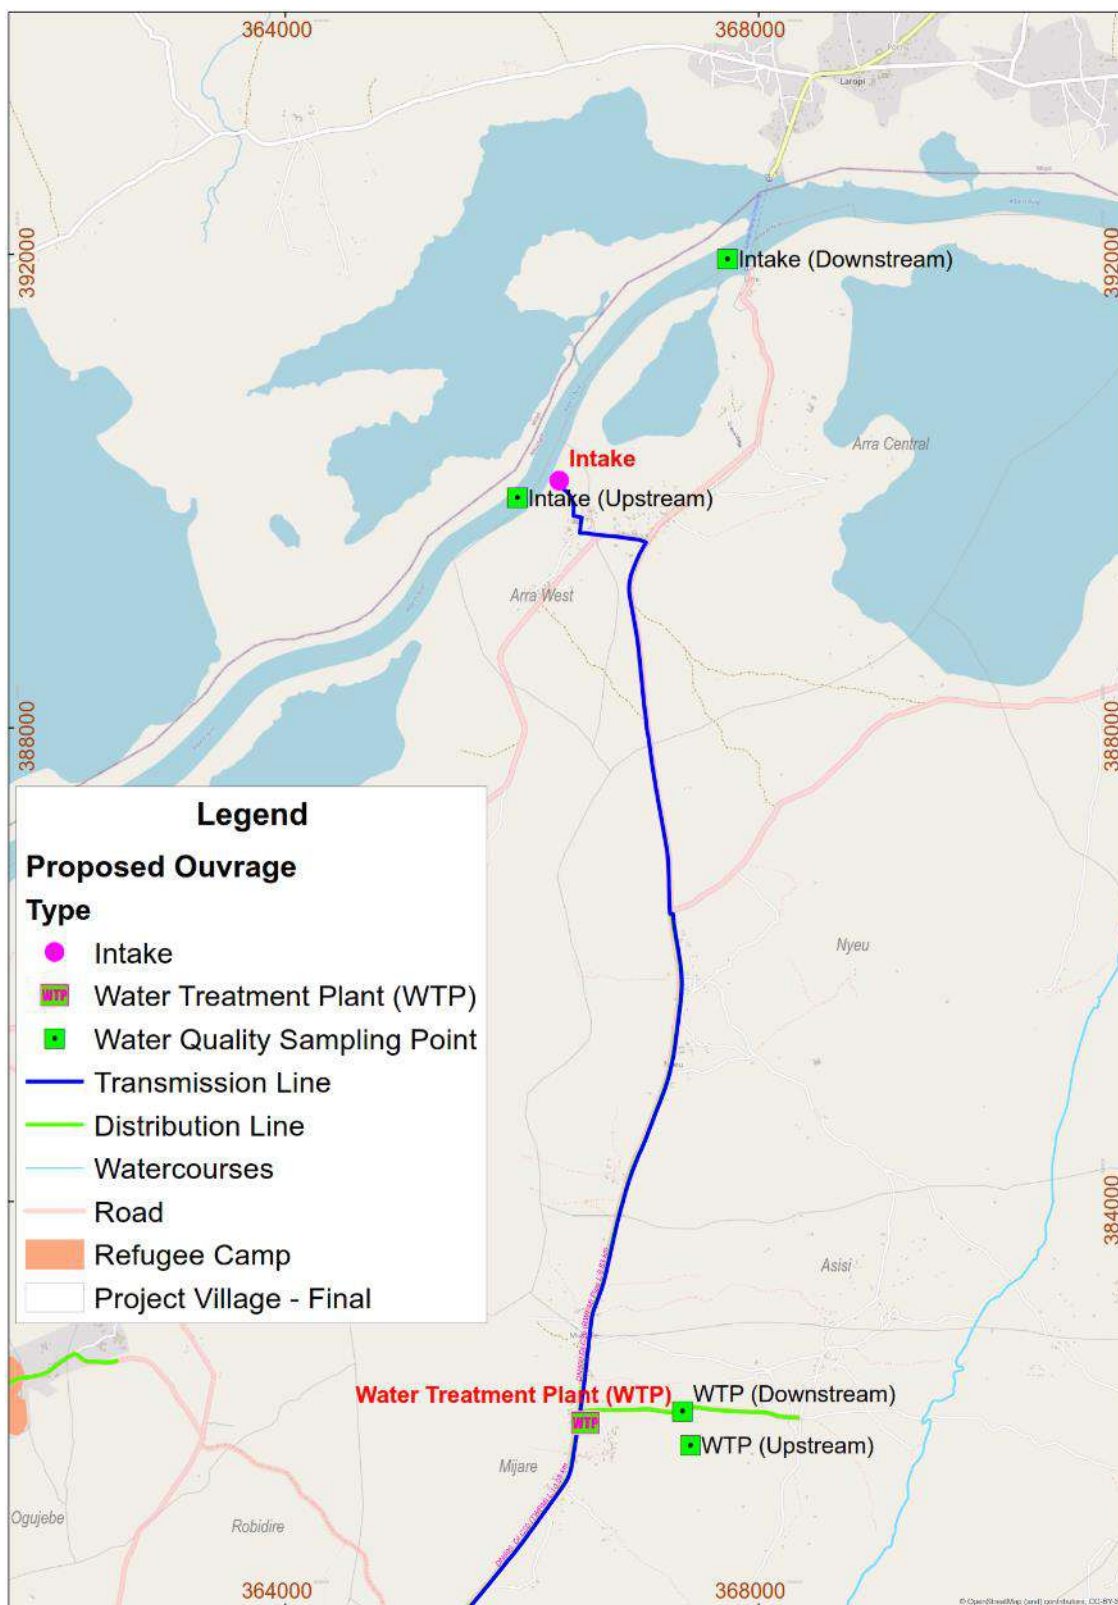 364000
368000
Laropi
392000
392000
Intake (Downstream)
Arra Central
Intake
Intake (Upstream)
Arra West
388000
388000
Legend
Proposed Ouvrage
Type
Intake
WTP
Water Treatment Plant (WTP)
Water Quality Sampling Point
Transmission Line
Distribution Line
Watercourses
Road
Refugee Camp
Project Village - Final
Nyeu
Nyeu
384000
Asisi
Water Treatment Plant (WTP)
WTP (Downstream)
WTP
WTP (Upstream)
Mijare
Ogujebe
Robidire
364000
368000